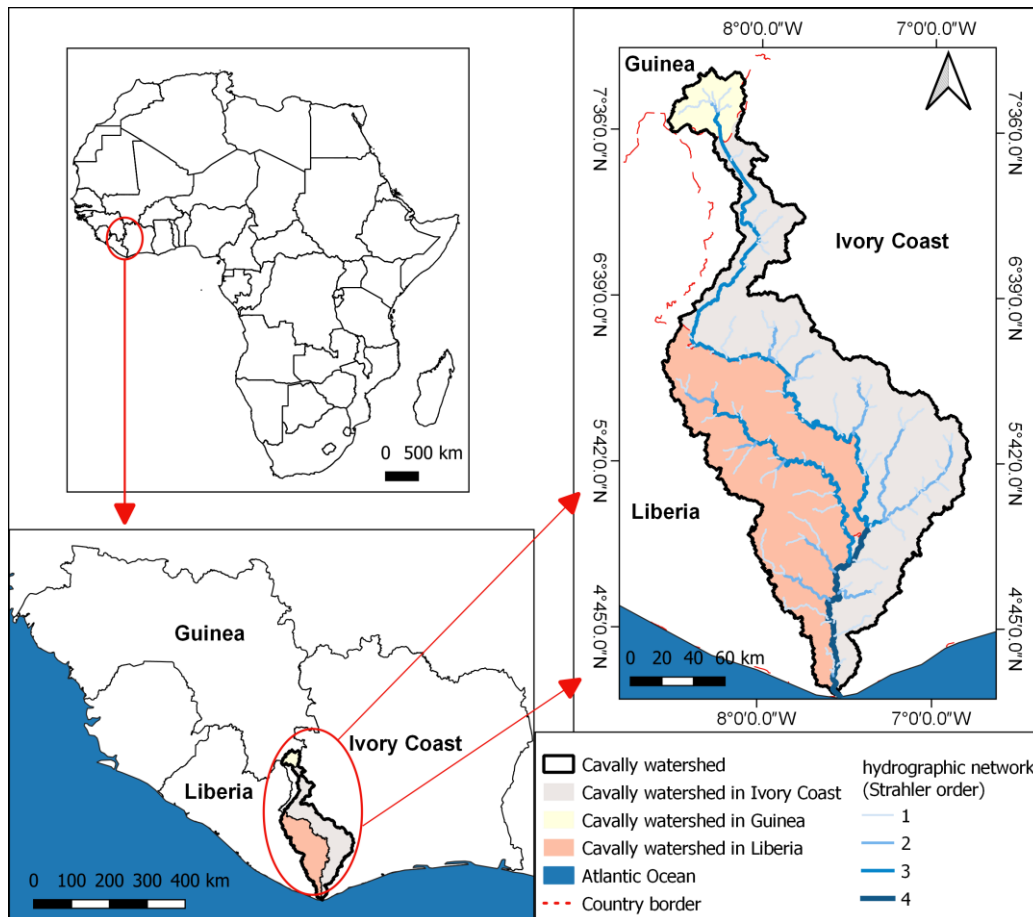 0 500 km
Guinea
Liberia
Ivory Coast
0 100 200 300 400 km
8°0′0.0″W 7°0′0.0″W
7°36′0.0″N
6°39′0.0″N
5°42′0.0″N
4°45′0.0″N
Guinea
Ivory Coast
Liberia
7°36′0.0″N
6°39′0.0″N
5°42′0.0″N
4°45′0.0″N
0 20 40 60 km
8°0′0.0″W 7°0′0.0″W
Cavally watershed
Cavally watershed in Ivory Coast
Cavally watershed in Guinea
Cavally watershed in Liberia
Atlantic Ocean
Country border
hydrographic network
(Strahler order)
1
2
3
4